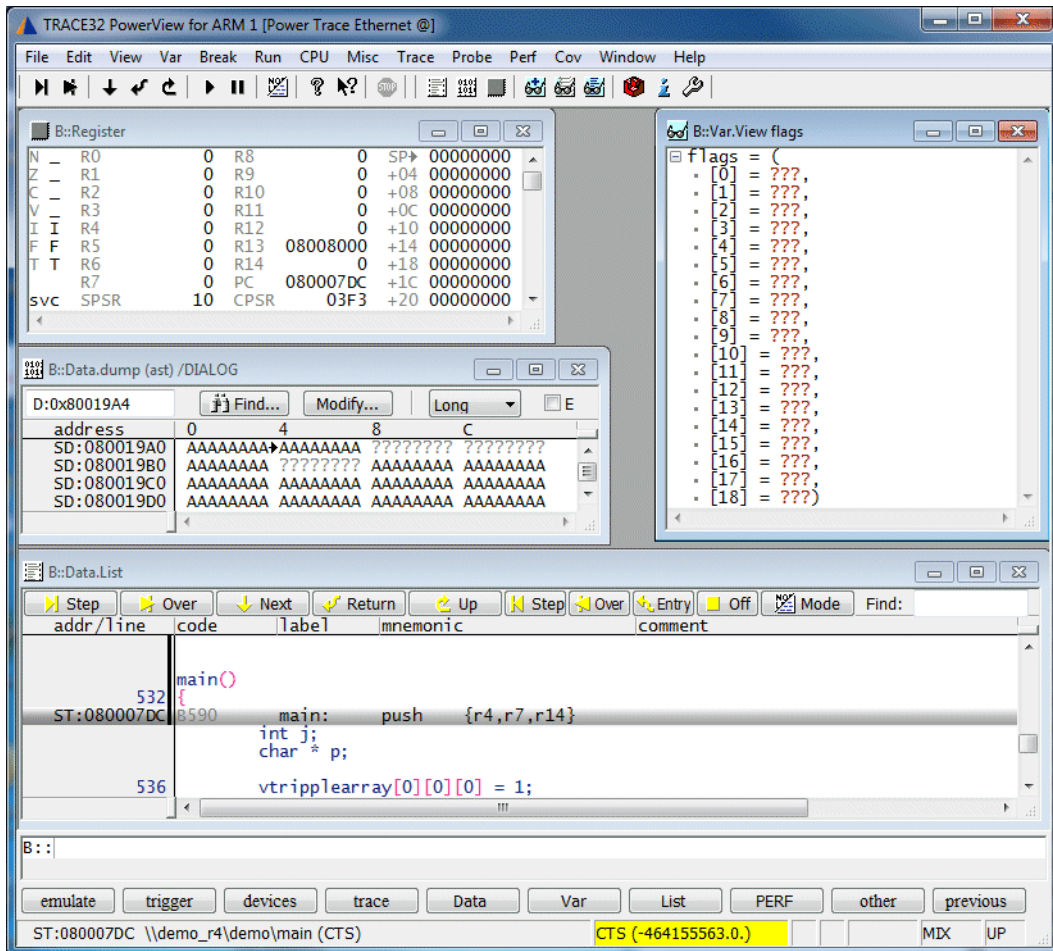 TRACE32 PowerView for ARM 1 [Power Trace Ethernet @]
File Edit View Var Break Run CPU Misc Trace Probe Perf Cov Window Help
B::Register
N _ R0 0 R8 0 SP 00000000
Z _ R1 0 R9 0 +04 00000000
C _ R2 0 R10 0 +08 00000000
V _ R3 0 R11 0 +0C 00000000
I I R4 0 R12 0 +10 00000000
F F R5 0 R13 08008000 +14 00000000
T T R6 0 R14 0 +18 00000000
R7 0 PC 080007DC +1C 00000000
svc SPSR 10 CPSR 03F3 +20 00000000
B::Var.View flags
flags = (
[0] = ???,
[1] = ???,
[2] = ???,
[3] = ???,
[4] = ???,
[5] = ???,
[6] = ???,
[7] = ???,
[8] = ???,
[9] = ???,
[10] = ???,
[11] = ???,
[12] = ???,
[13] = ???,
[14] = ???,
[15] = ???,
[16] = ???,
[17] = ???,
[18] = ???)
B::Data.dump (ast) /DIALOG
D:0x80019A4 Find... Modify... Long E
address 0 4 8 C
SD:080019A0 AAAAAAAA AAAAAAAA ???????? ????????
SD:080019B0 AAAAAAAA ???????? AAAAAAAA AAAAAAAA
SD:080019C0 AAAAAAAA AAAAAAAA AAAAAAAA AAAAAAAA
SD:080019D0 AAAAAAAA AAAAAAAA AAAAAAAA AAAAAAAA
B::Data.List
Step Over Next Return Up Step Over Entry Off Mode Find:
addr/line code label mnemonic comment
main()
532 {
ST:080007DC B590 main: push {r4,r7,r14}
int j;
char * p;
536 vtripplearray[0][0][0] = 1;
B::
emulate trigger devices trace Data Var List PERF other previous
ST:080007DC \\demo_r4\demo\main (CTS) CTS (-464155563.0.) MIX UP